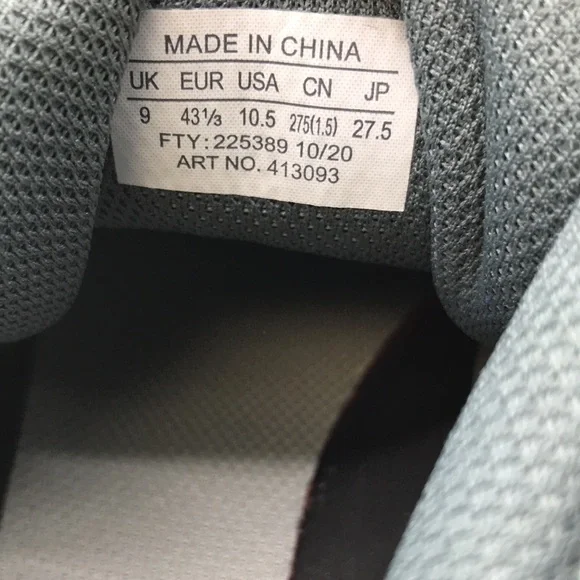 MADE IN CHINA
UK EUR USA CN JP
9 43⅓ 10.5 275(1.5) 27.5
FTY: 225389 10/20
ART NO. 413093